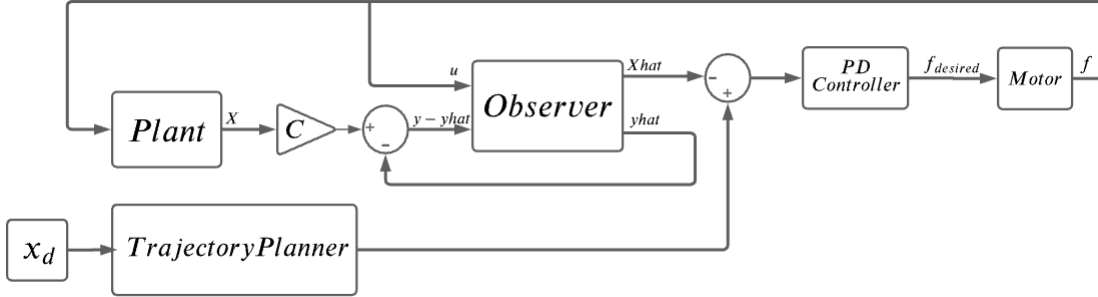 u
Xhat
-
+
PD
Controller
f_desired
Motor
f
Plant
X
C
+
-
y - yhat
Observer
yhat
x_d
TrajectoryPlanner